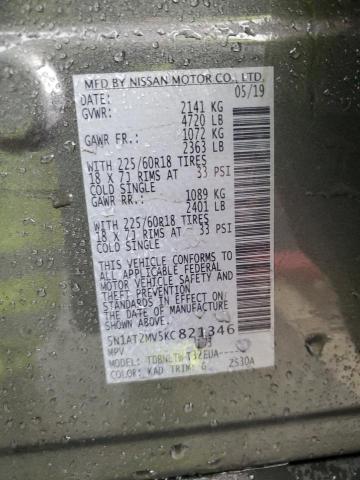 MFD BY NISSAN MOTOR CO., LTD.
DATE: 05/19
GVWR: 2141 KG
4720 LB
GAWR FR.: 1072 KG
2363 LB
WITH 225/60R18 TIRES
18 X 7J RIMS AT 33 PSI
COLD SINGLE
GAWR RR.: 1089 KG
2401 LB
WITH 225/60R18 TIRES
18 X 7J RIMS AT 33 PSI
COLD SINGLE
THIS VEHICLE CONFORMS TO
ALL APPLICABLE FEDERAL
MOTOR VEHICLE SAFETY AND
THEFT PREVENTION
STANDARDS IN EFFECT ON
THE DATE OF MANUFACTURE
SHOWN ABOVE.
5N1AT2MV5KC821346
MPV
MODEL:
COLOR: KAD TRIM: G 2S30A